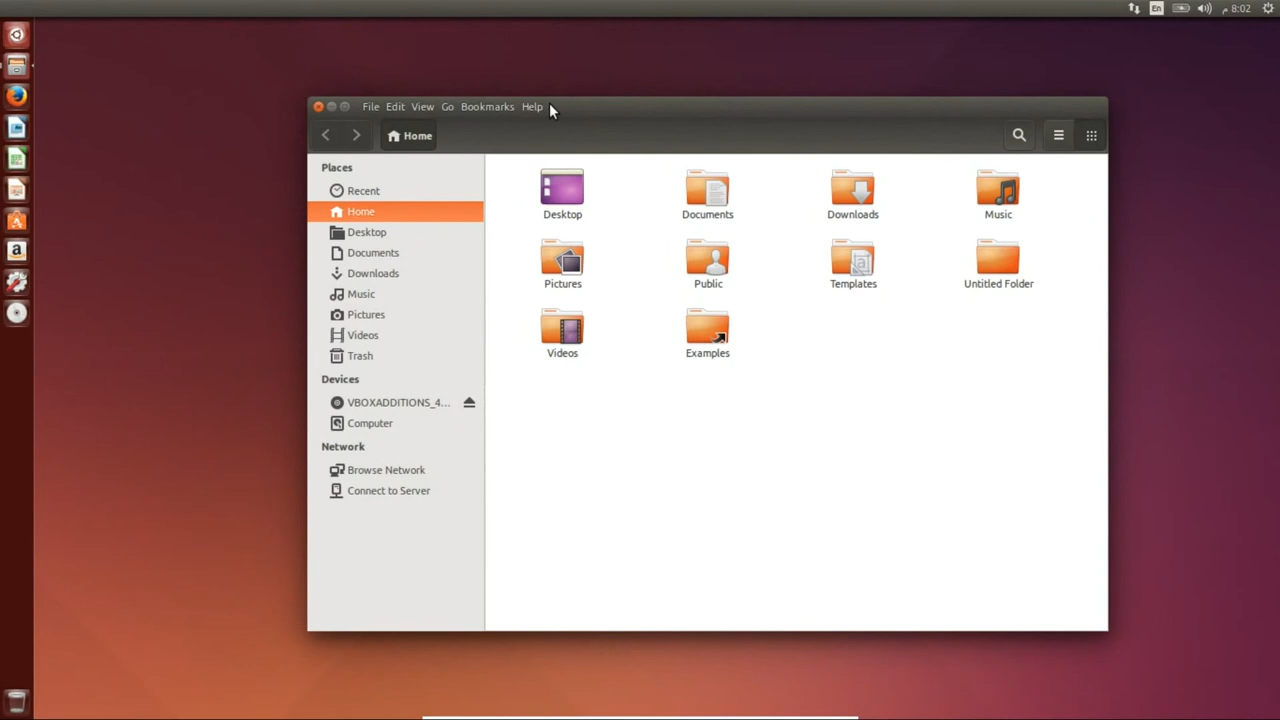 En
م 8:02
File Edit View Go Bookmarks Help
Home
Places
Recent
Home
Desktop
Documents
Downloads
Music
Pictures
Videos
Trash
Devices
VBOXADDITIONS_4...
Computer
Network
Browse Network
Connect to Server
Desktop Documents Downloads Music
Pictures Public Templates Untitled Folder
Videos Examples